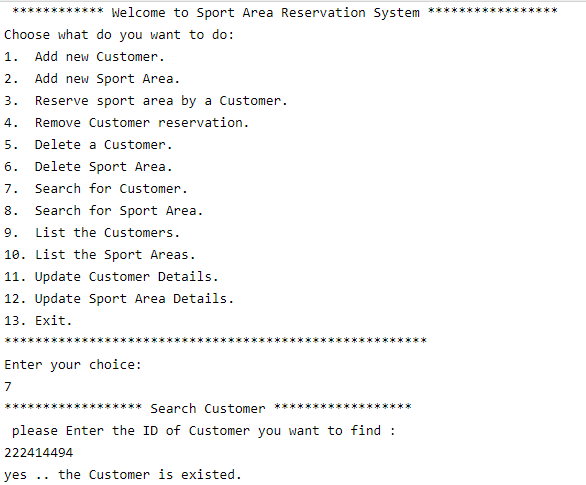 ************ Welcome to Sport Area Reservation System *****************
Choose what do you want to do:
1.  Add new Customer.
2.  Add new Sport Area.
3.  Reserve sport area by a Customer.
4.  Remove Customer reservation.
5.  Delete a Customer.
6.  Delete Sport Area.
7.  Search for Customer.
8.  Search for Sport Area.
9.  List the Customers.
10. List the Sport Areas.
11. Update Customer Details.
12. Update Sport Area Details.
13. Exit.
*******************************************************
Enter your choice:
7
****************** Search Customer ******************
please Enter the ID of Customer you want to find :
222414494
yes .. the Customer is existed.